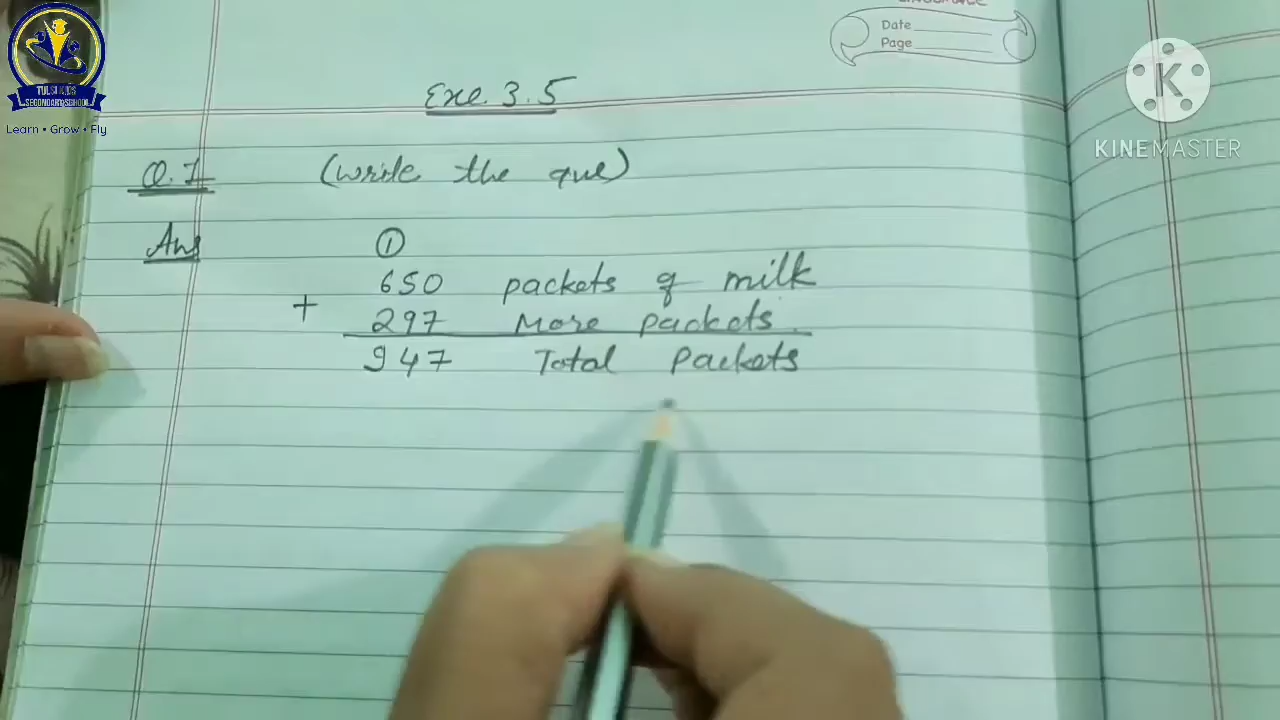 TULSI KIDS
SECONDARY SCHOOL
Learn • Grow • Fly
Date
Page
KINEMASTER
Exe. 3.5
Q.1 (write the que)
Ans ①
650 packets of milk
+ 297 More packets.
947 Total Packets